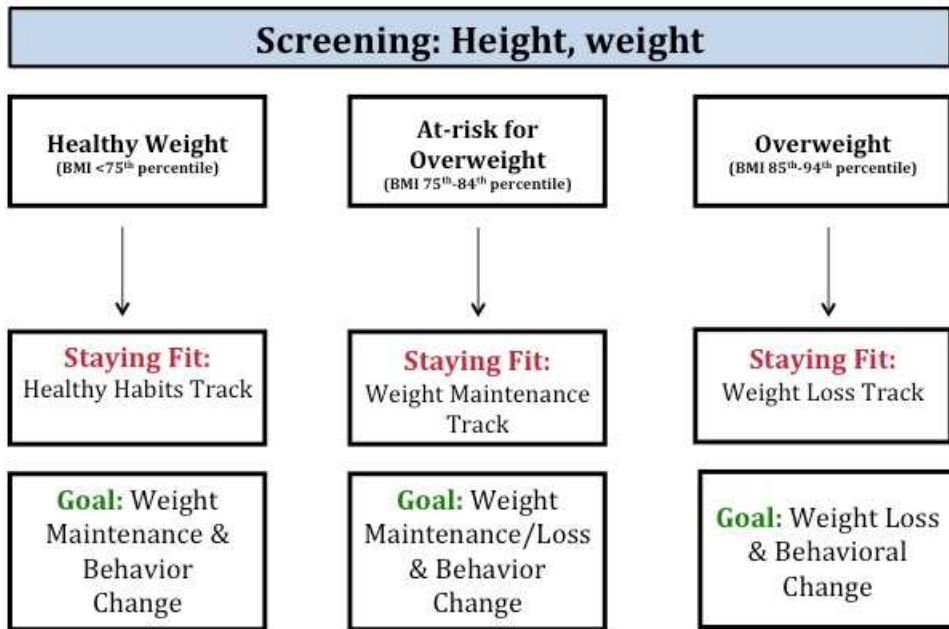 Screening: Height, weight
Healthy Weight
(BMI <75th percentile)
At-risk for
Overweight
(BMI 75th-84th percentile)
Overweight
(BMI 85th-94th percentile)
Staying Fit:
Healthy Habits Track
Staying Fit:
Weight Maintenance
Track
Staying Fit:
Weight Loss Track
Goal: Weight
Maintenance &
Behavior
Change
Goal: Weight
Maintenance/Loss
& Behavior
Change
Goal: Weight Loss
& Behavioral
Change